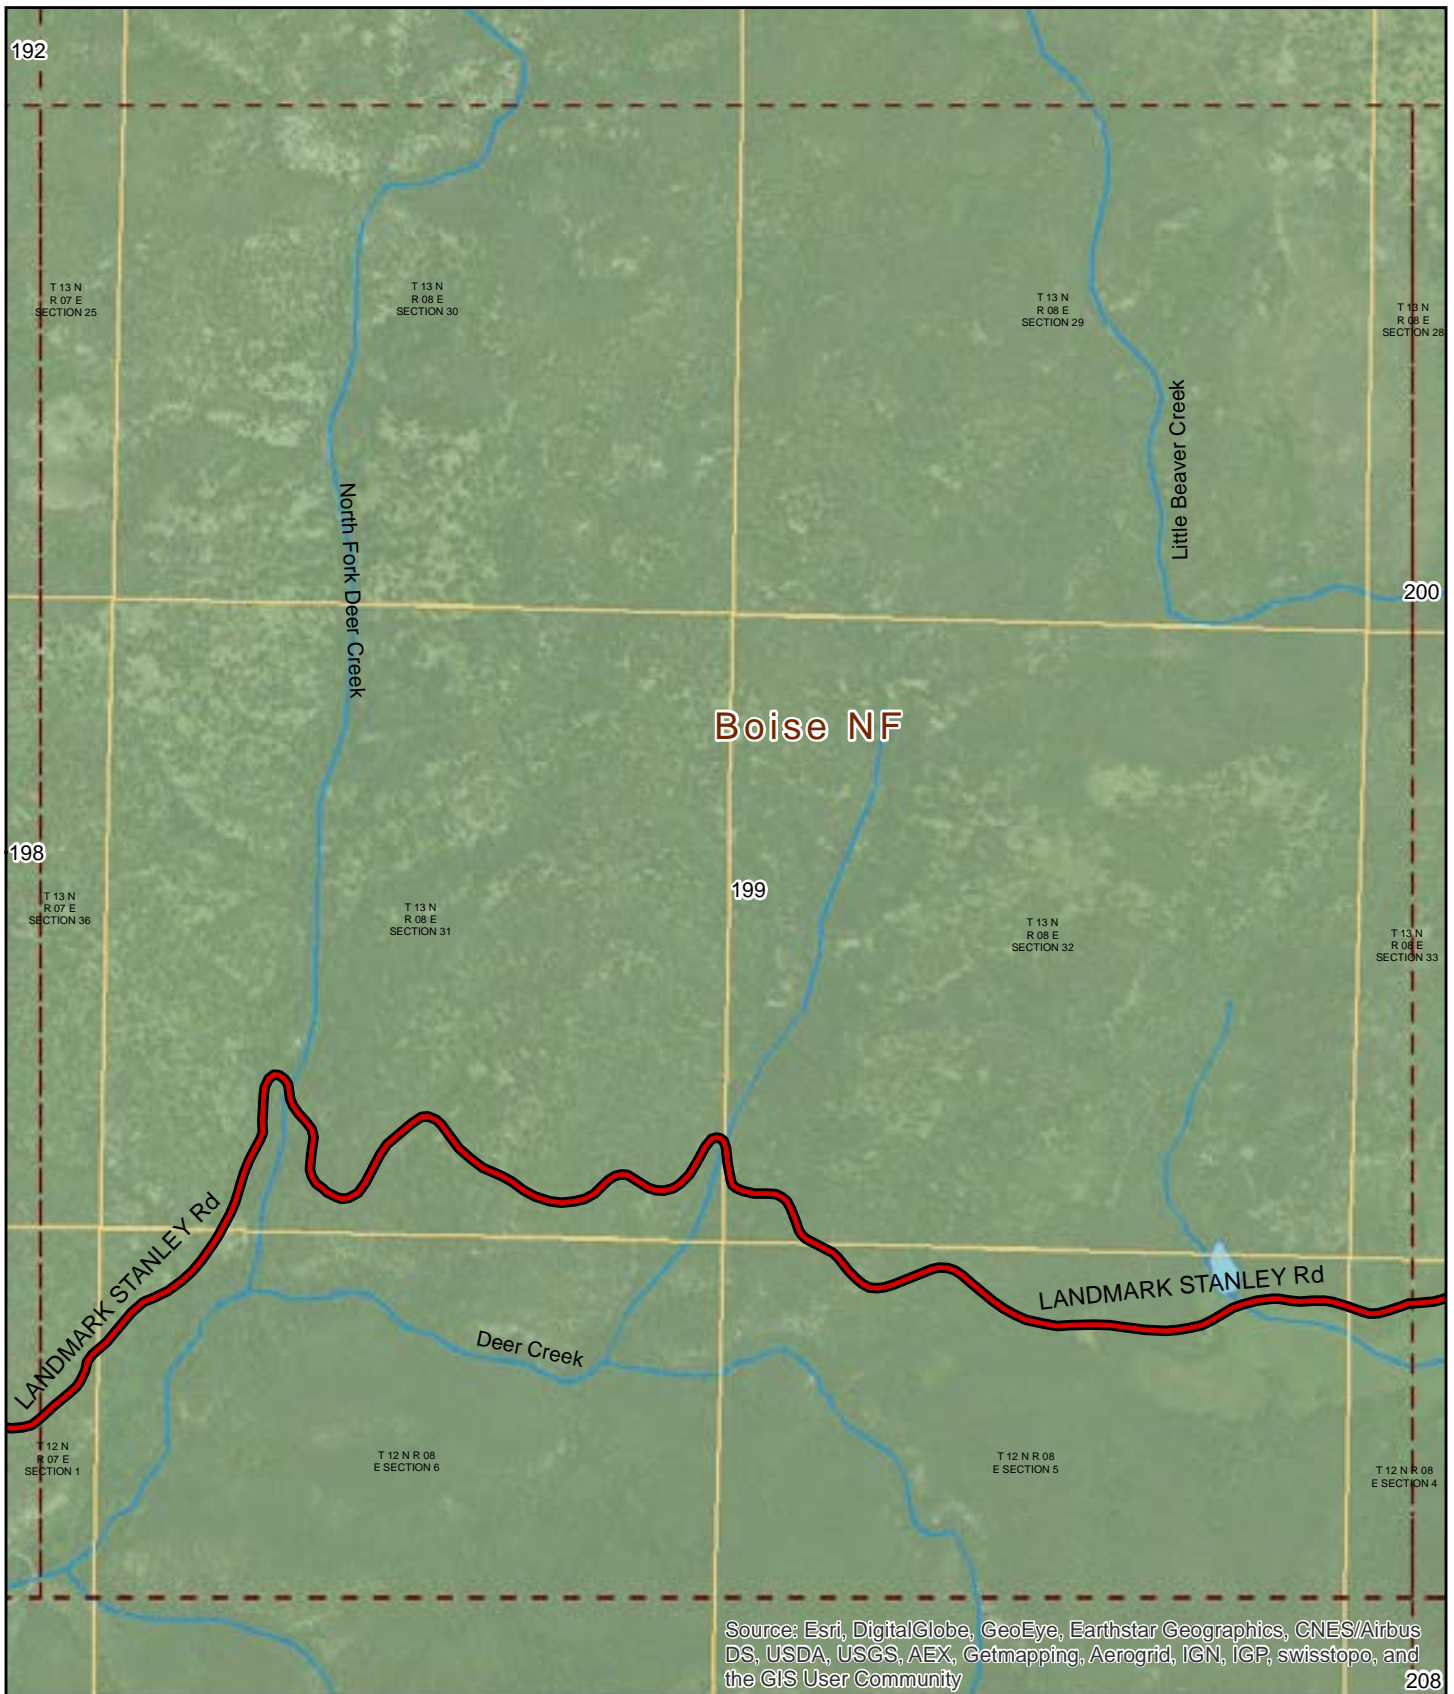 192
T 13 N
R 07 E
SECTION 25
T 13 N
R 08 E
SECTION 30
T 13 N
R 08 E
SECTION 29
T 13 N
R 08 E
SECTION 28
Little Beaver Creek
North Fork Deer Creek
200
Boise NF
198
199
T 13 N
R 07 E
SECTION 36
T 13 N
R 08 E
SECTION 31
T 13 N
R 08 E
SECTION 32
T 13 N
R 08 E
SECTION 33
LANDMARK STANLEY Rd
LANDMARK STANLEY Rd
Deer Creek
T 12 N
R 07 E
SECTION 1
T 12 N R 08
E SECTION 6
T 12 N R 08
E SECTION 5
T 12 N R 08
E SECTION 4
Source: Esri, DigitalGlobe, GeoEye, Earthstar Geographics, CNES/Airbus
DS, USDA, USGS, AEX, Getmapping, Aerogrid, IGN, IGP, swisstopo, and
the GIS User Community
208